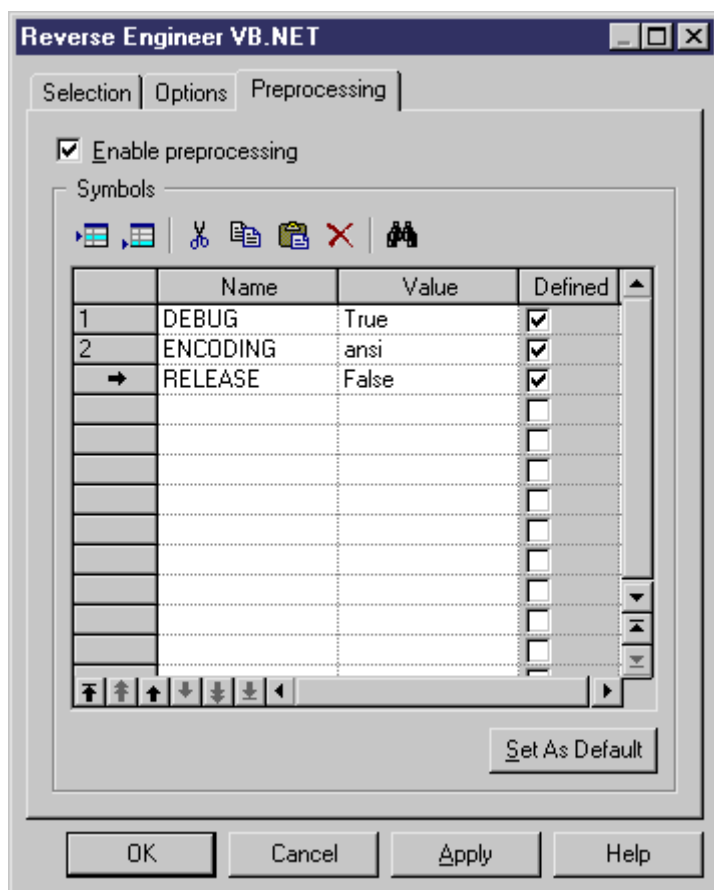 Reverse Engineer VB.NET
Selection Options Preprocessing
Enable preprocessing
Symbols
Name Value Defined
1 DEBUG True
2 ENCODING ansi
RELEASE False
Set As Default
OK Cancel Apply Help